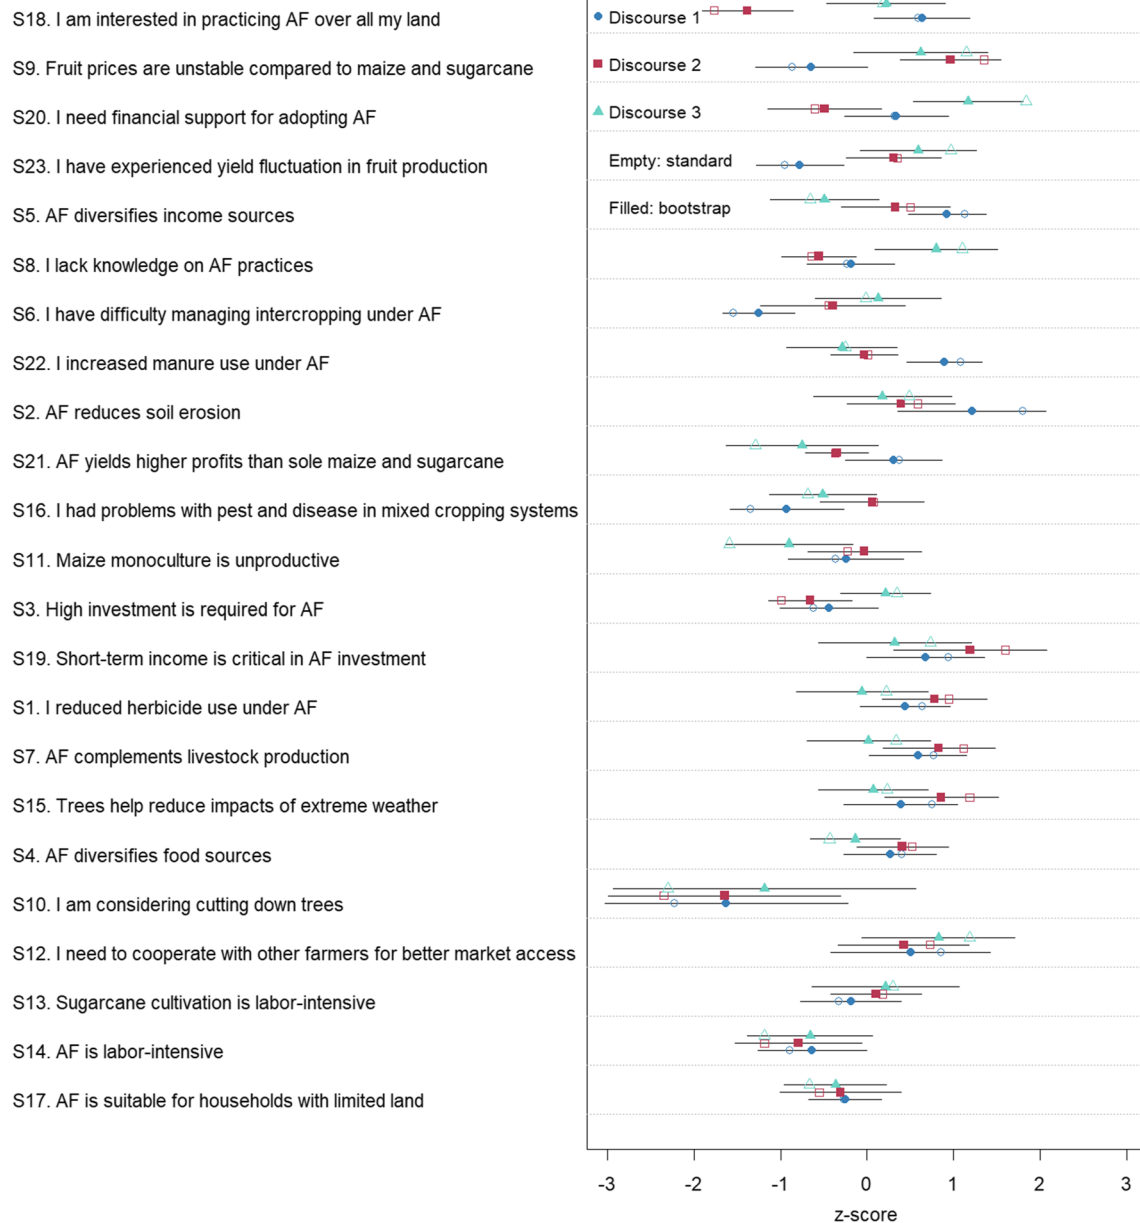 S18. I am interested in practicing AF over all my land
Discourse 1
S9. Fruit prices are unstable compared to maize and sugarcane
Discourse 2
S20. I need financial support for adopting AF
Discourse 3
S23. I have experienced yield fluctuation in fruit production
Empty: standard
S5. AF diversifies income sources
Filled: bootstrap
S8. I lack knowledge on AF practices
S6. I have difficulty managing intercropping under AF
S22. I increased manure use under AF
S2. AF reduces soil erosion
S21. AF yields higher profits than sole maize and sugarcane
S16. I had problems with pest and disease in mixed cropping systems
S11. Maize monoculture is unproductive
S3. High investment is required for AF
S19. Short-term income is critical in AF investment
S1. I reduced herbicide use under AF
S7. AF complements livestock production
S15. Trees help reduce impacts of extreme weather
S4. AF diversifies food sources
S10. I am considering cutting down trees
S12. I need to cooperate with other farmers for better market access
S13. Sugarcane cultivation is labor-intensive
S14. AF is labor-intensive
S17. AF is suitable for households with limited land
-3 -2 -1 0 1 2 3
z-score